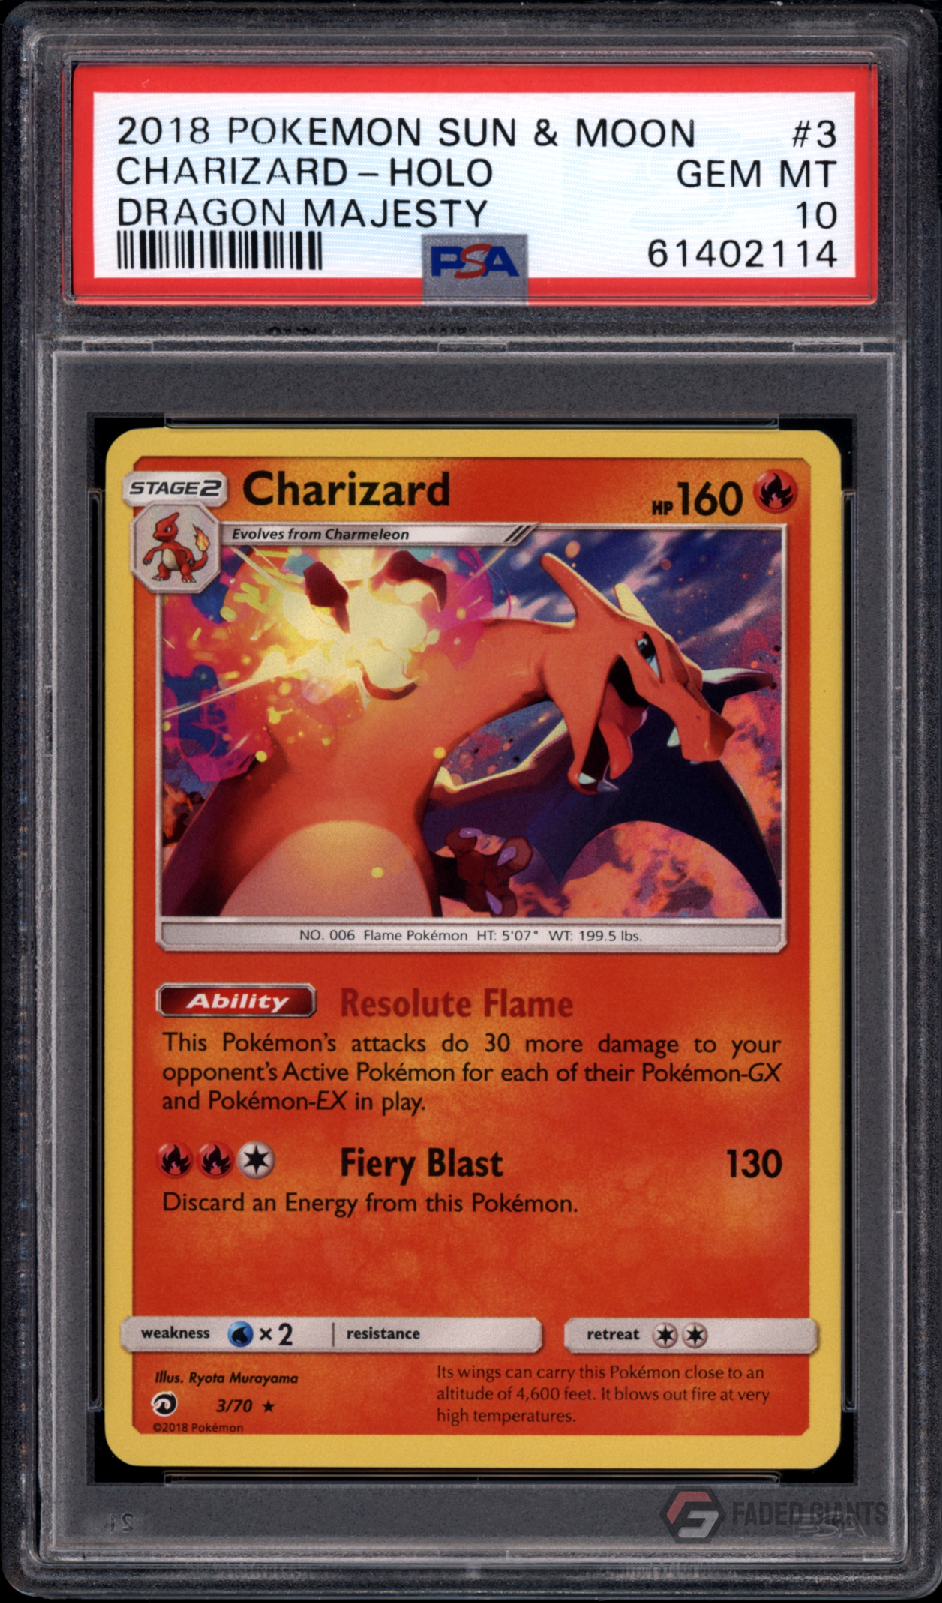 2018 POKEMON SUN & MOON #3
CHARIZARD-HOLO GEM MT
DRAGON MAJESTY 10
PSA 61402114
STAGE2 Charizard HP160
Evolves from Charmeleon
NO. 006 Flame Pokémon HT: 5'07" WT: 199.5 lbs.
Ability Resolute Flame
This Pokémon's attacks do 30 more damage to your
opponent's Active Pokémon for each of their Pokémon-GX
and Pokémon-EX in play.
Fiery Blast 130
Discard an Energy from this Pokémon.
weakness ×2 resistance retreat
Illus. Ryota Murayama
3/70 ★
©2018 Pokémon
Its wings can carry this Pokémon close to an
altitude of 4,600 feet. It blows out fire at very
high temperatures.
FADED GIANTS